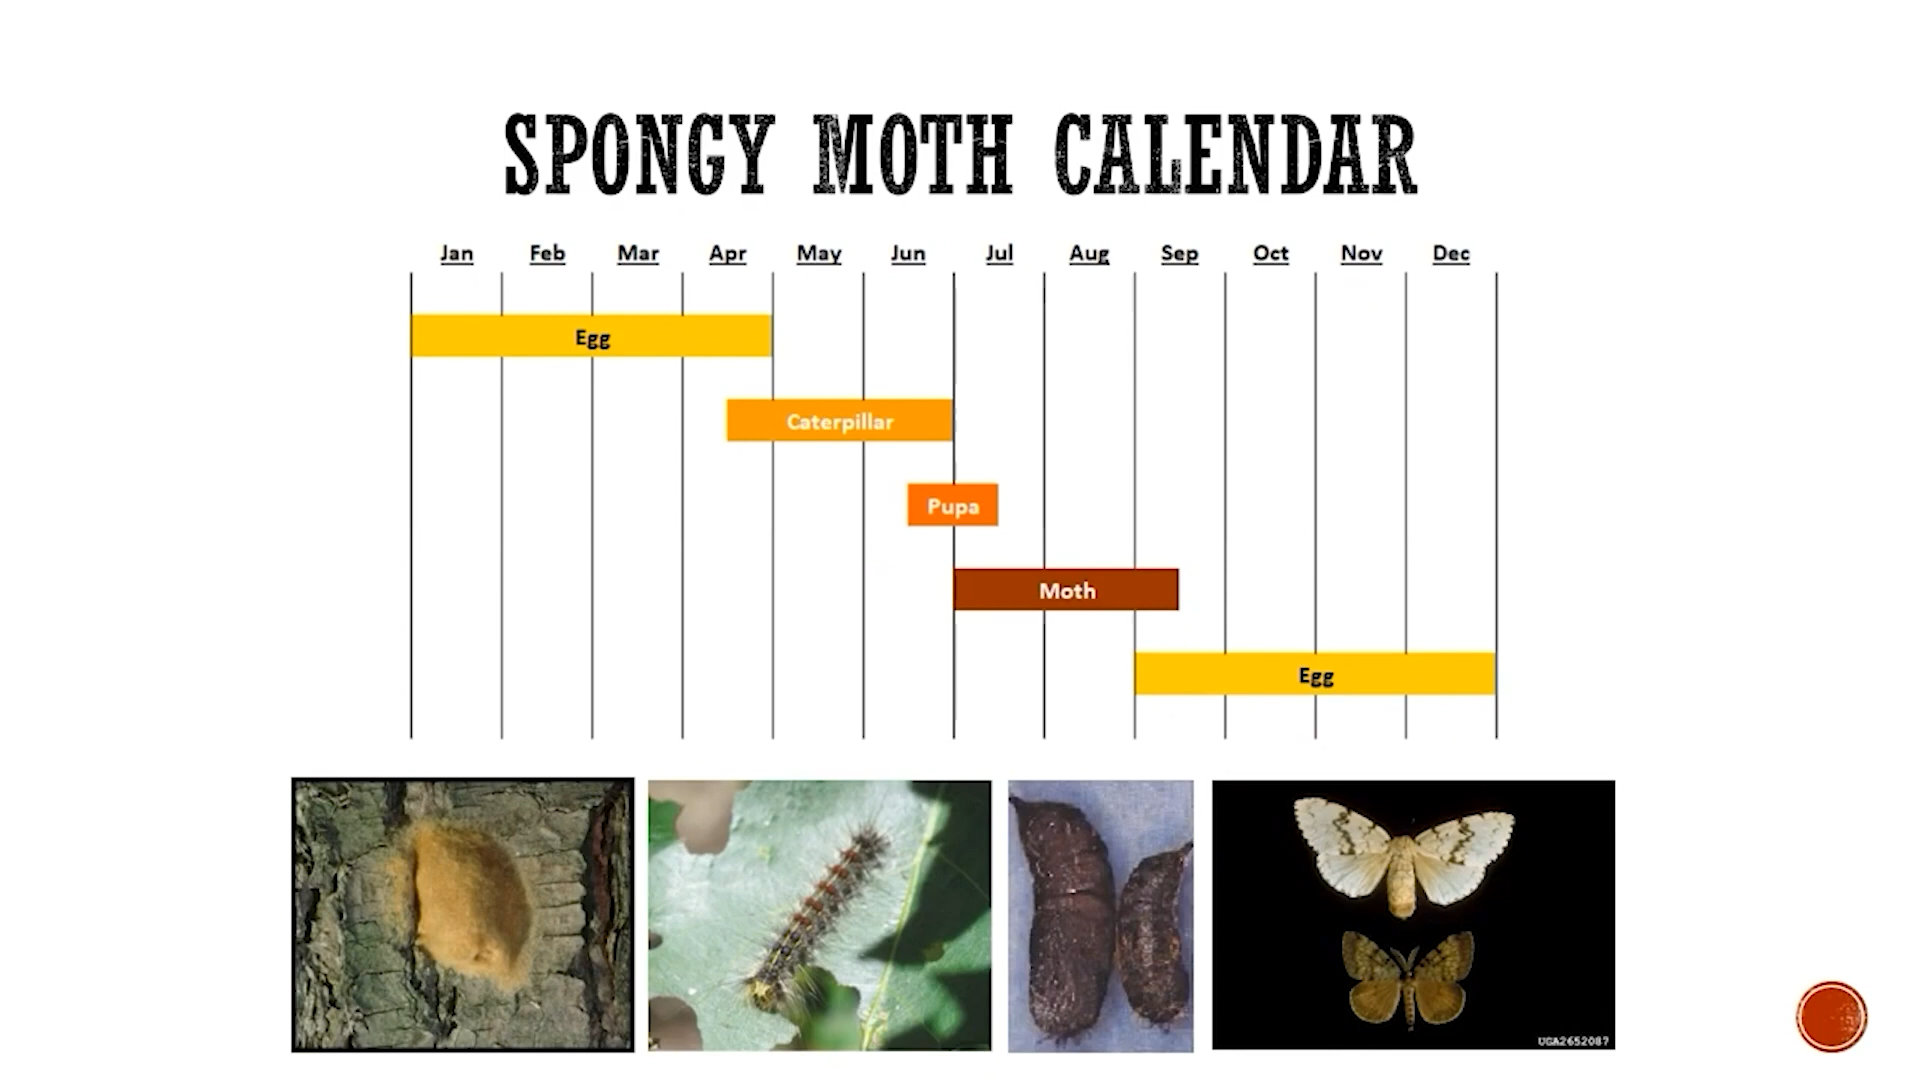 SPONGY MOTH CALENDAR
Jan Feb Mar Apr May Jun Jul Aug Sep Oct Nov Dec
Egg
Caterpillar
Pupa
Moth
Egg
UGA2652087